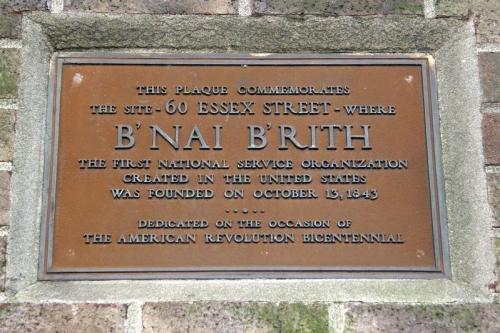 THIS PLAQUE COMMEMORATES
THE SITE - 60 ESSEX STREET - WHERE
B'NAI B'RITH
THE FIRST NATIONAL SERVICE ORGANIZATION
CREATED IN THE UNITED STATES
WAS FOUNDED ON OCTOBER 13, 1843
DEDICATED ON THE OCCASION OF
THE AMERICAN REVOLUTION BICENTENNIAL